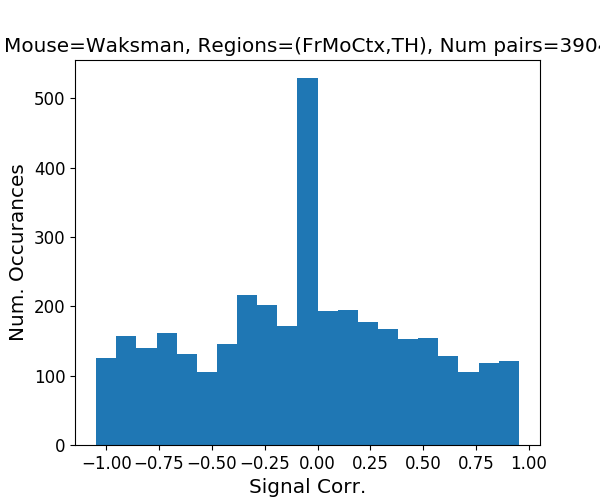 Mouse=Waksman, Regions=(FrMoCtx,TH), Num pairs=3904
500
400
300
200
100
0
Num. Occurances
−1.00 −0.75 −0.50 −0.25 0.00 0.25 0.50 0.75 1.00
Signal Corr.